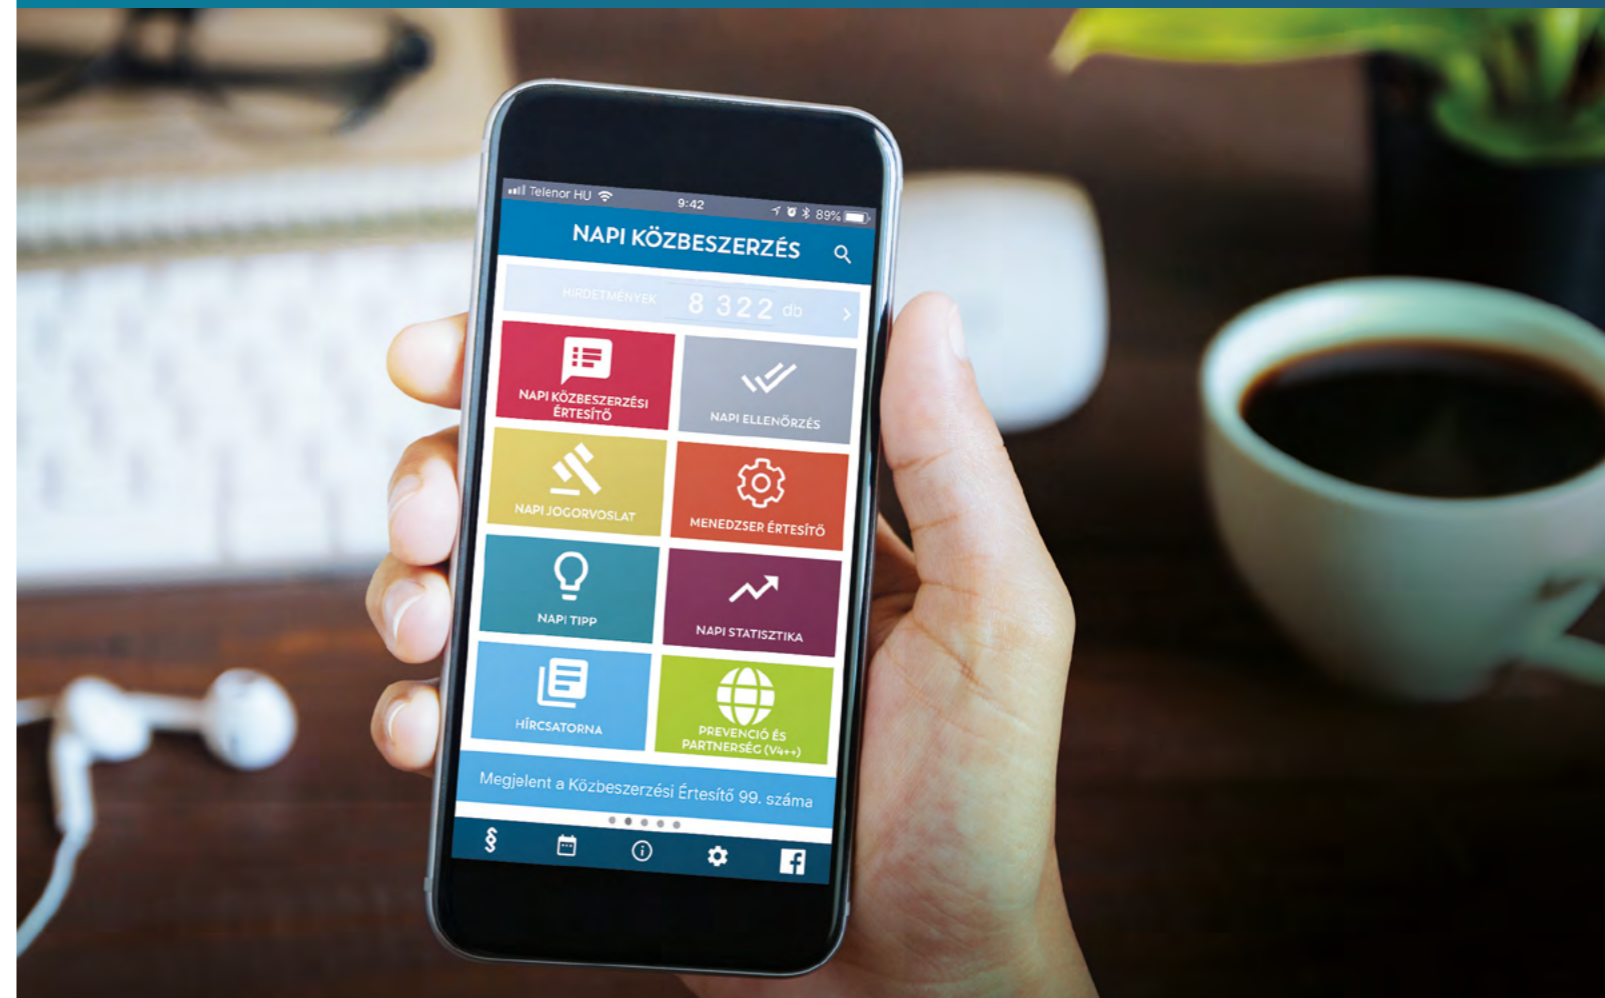 Telenor HU 9:42 89%
NAPI KÖZBESZERZÉS
HIRDETMÉNYEK 8 322 db
NAPI KÖZBESZERZÉSI
ÉRTESÍTŐ
NAPI ELLENŐRZÉS
NAPI JOGORVOSLAT
MENEDZSER ÉRTESÍTŐ
NAPI TIPP
NAPI STATISZTIKA
HÍRCSATORNA
PREVENCIÓ ÉS
PARTNERSÉG (V4++)
Megjelent a Közbeszerzési Értesítő 99. száma